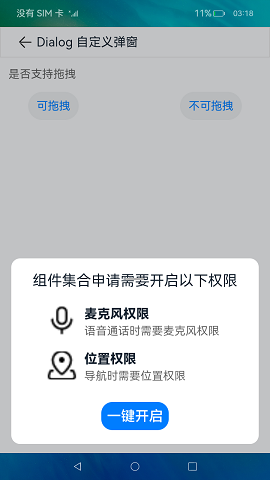 没有 SIM 卡 11% 03:18
Dialog 自定义弹窗
是否支持拖拽
可拖拽 不可拖拽
组件集合申请需要开启以下权限
麦克风权限
语音通话时需要麦克风权限
位置权限
导航时需要位置权限
一键开启